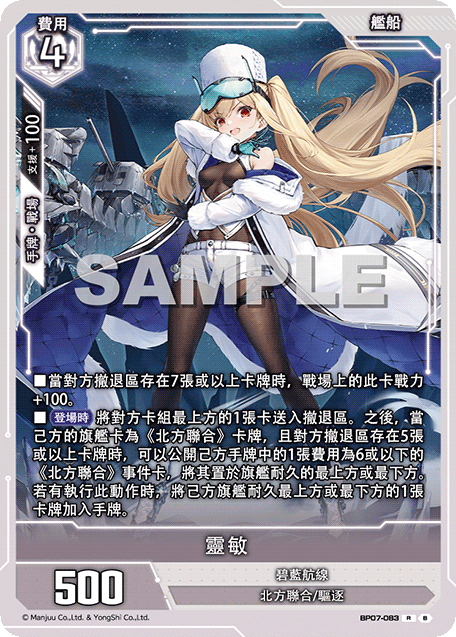 費用
4
艦船
支援+100
手牌・戰場
SAMPLE
■當對方撤退區存在7張或以上卡牌時，戰場上的此卡戰力
+100。
■ 登場時 將對方卡組最上方的1張卡送入撤退區。之後，當
己方的旗艦卡為《北方聯合》卡牌，且對方撤退區存在5張
或以上卡牌時，可以公開己方手牌中的1張費用為6或以下的
《北方聯合》事件卡，將其置於旗艦耐久的最上方或最下方。
若有執行此動作時，將己方旗艦耐久最上方或最下方的1張
卡牌加入手牌。
靈敏
500
碧藍航線
北方聯合/驅逐
© Manjuu Co.,Ltd. & YongShi Co.,Ltd.
BP07-083 R B